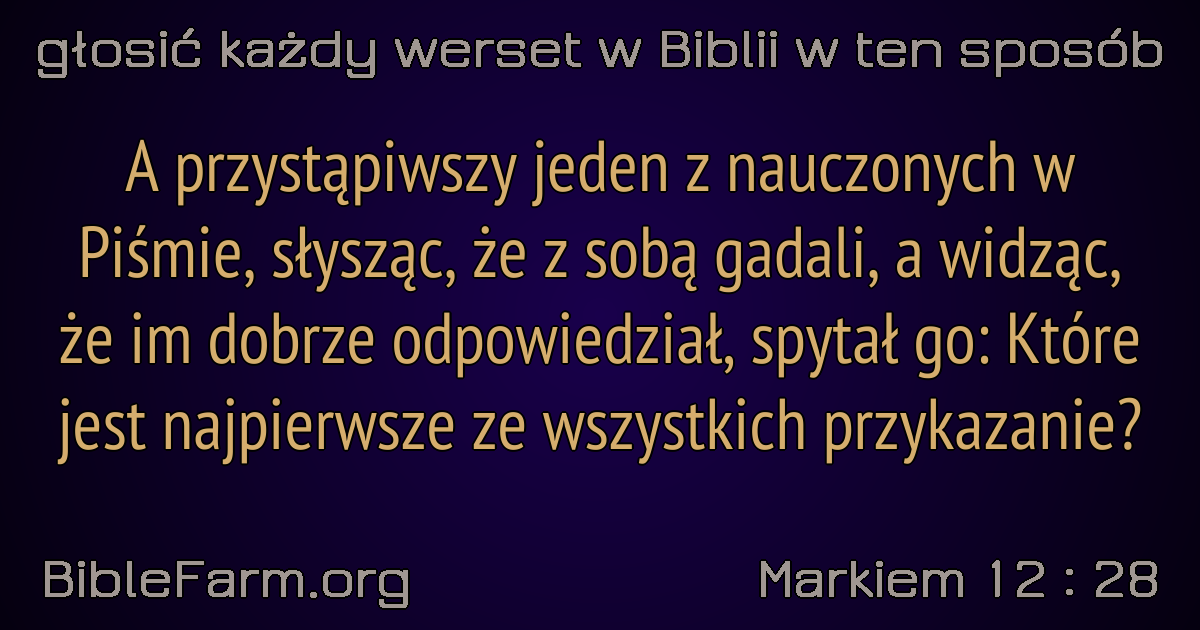 głosić każdy werset w Biblii w ten sposób
A przystąpiwszy jeden z nauczonych w
Piśmie, słysząc, że z sobą gadali, a widząc,
że im dobrze odpowiedział, spytał go: Które
jest najpierwsze ze wszystkich przykazanie?
BibleFarm.org
Markiem 12 : 28